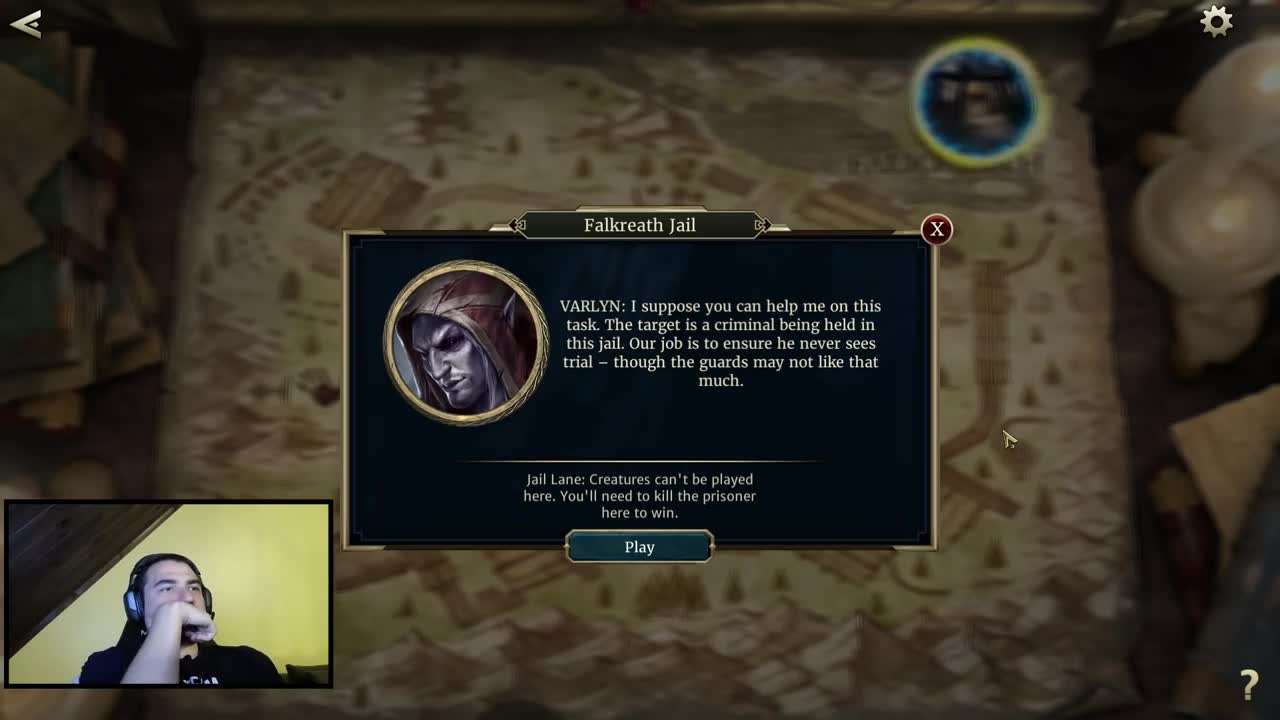 Falkreath Jail
X
VARLYN: I suppose you can help me on this
task. The target is a criminal being held in
this jail. Our job is to ensure he never sees
trial – though the guards may not like that
much.
Jail Lane: Creatures can't be played
here. You'll need to kill the prisoner
here to win.
Play
?